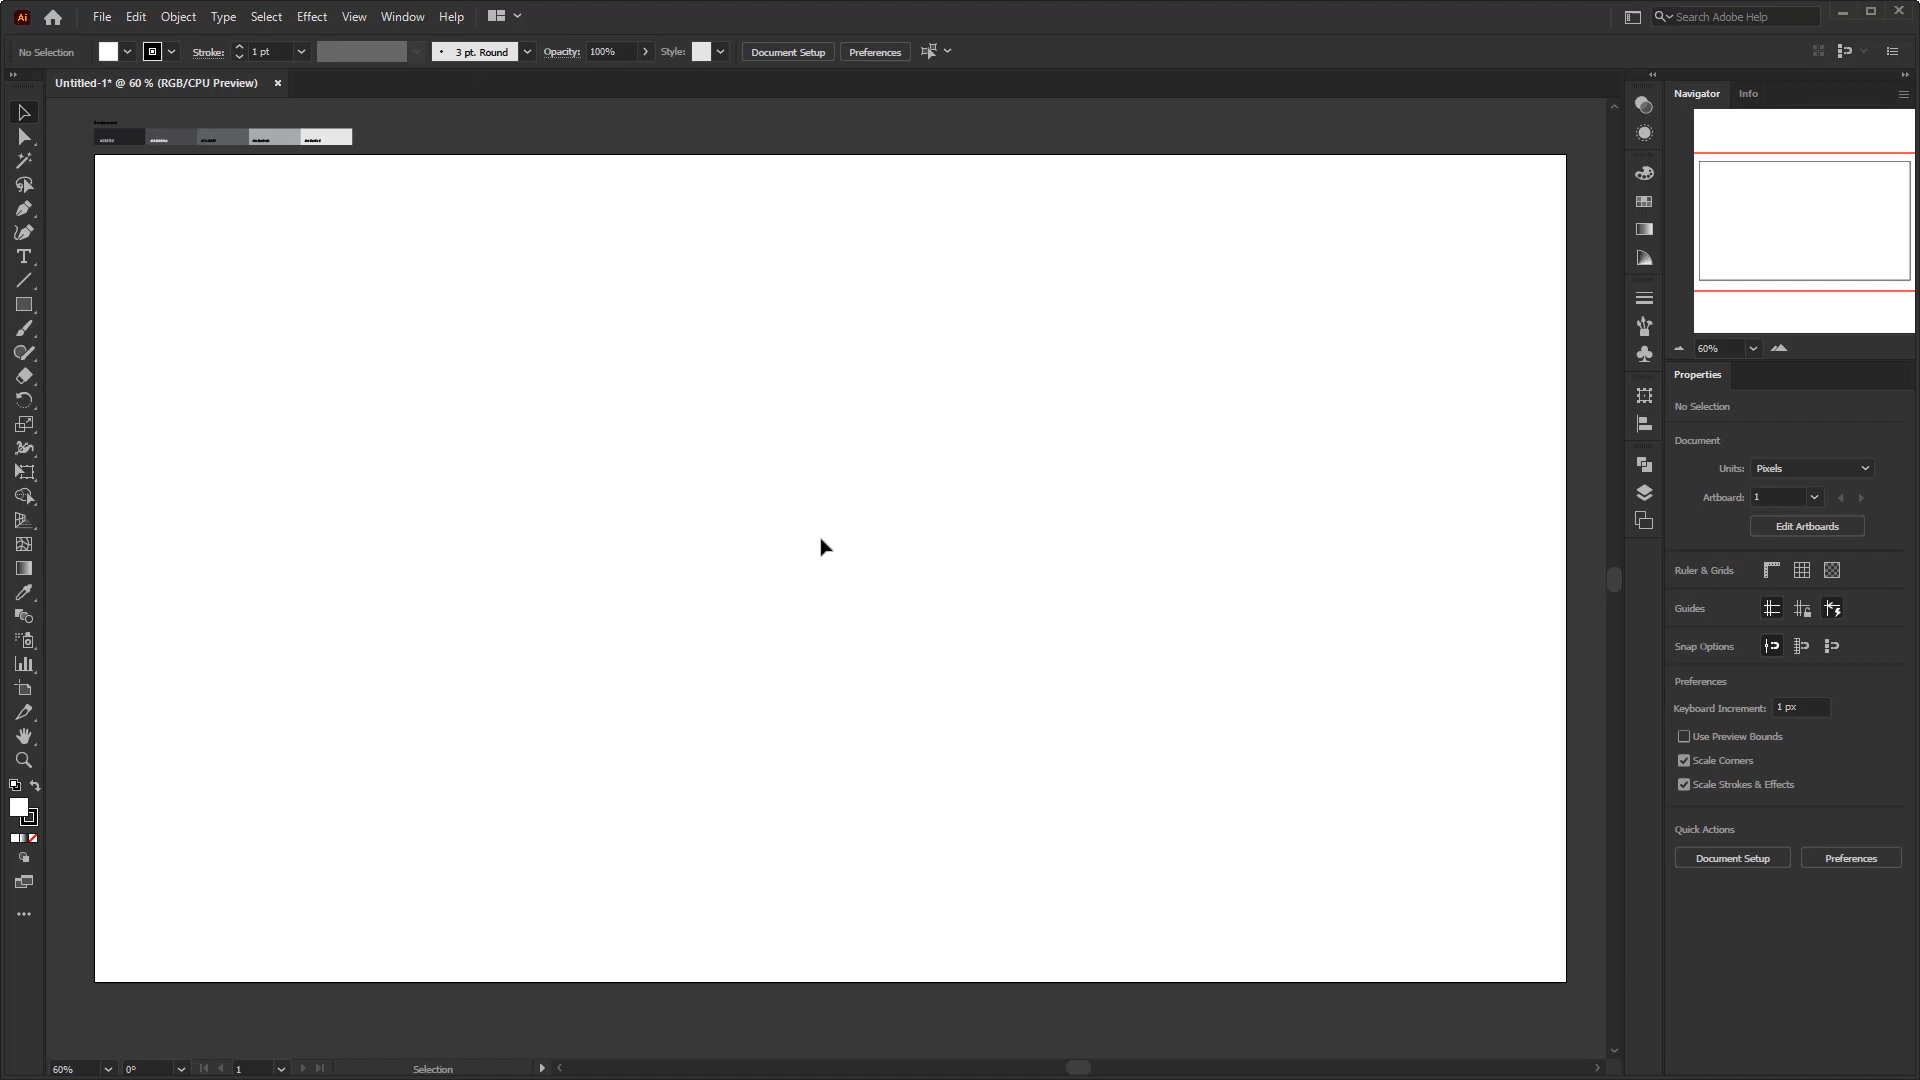 Ai File Edit Object Type Select Effect View Window Help Search Adobe Help
No Selection Stroke: 1 pt 3 pt. Round Opacity: 100% Style: Document Setup Preferences
Untitled-1* @ 60 % (RGB/CPU Preview)
Navigator Info
60%
Properties
No Selection
Document
Units: Pixels
Artboard: 1
Edit Artboards
Ruler & Grids
Guides
Snap Options
Preferences
Keyboard Increment: 1 px
Use Preview Bounds
Scale Corners
Scale Strokes & Effects
Quick Actions
Document Setup Preferences
60% 0° 1 Selection